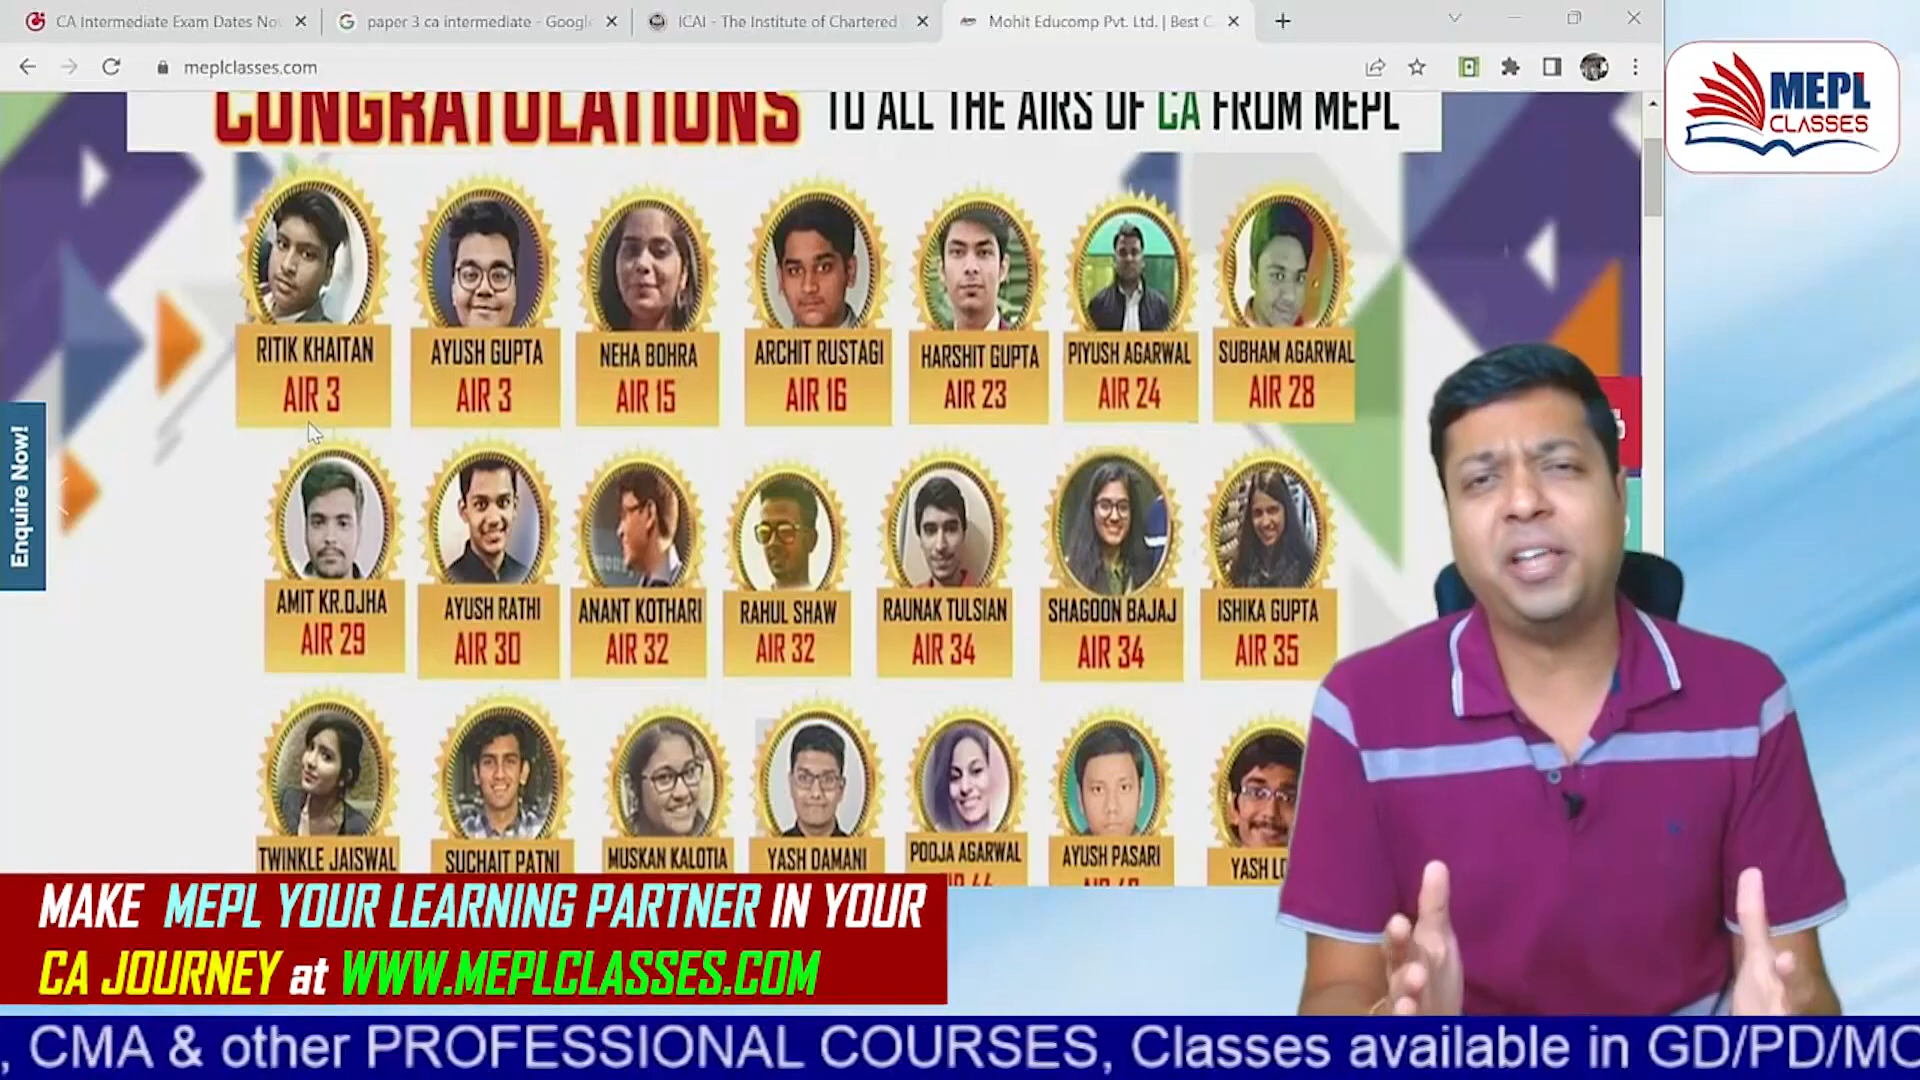 CA Intermediate Exam Dates Nov
paper 3 ca intermediate - Google
ICAI - The Institute of Chartered
Mohit Educomp Pvt. Ltd. | Best C
meplclasses.com
MEPL
CLASSES
CONGRATULATIONS TO ALL THE AIRS OF CA FROM MEPL
RITIK KHAITAN AYUSH GUPTA NEHA BOHRA ARCHIT RUSTAGI HARSHIT GUPTA PIYUSH AGARWAL SUBHAM AGARWAL
AIR 3 AIR 3 AIR 15 AIR 16 AIR 23 AIR 24 AIR 28
Enquire Now!
AMIT KR.OJHA AYUSH RATHI ANANT KOTHARI RAHUL SHAW RAUNAK TULSIAN SHAGOON BAJAJ ISHIKA GUPTA
AIR 29 AIR 30 AIR 32 AIR 32 AIR 34 AIR 34 AIR 35
TWINKLE JAISWAL SUCHAIT PATNI MUSKAN KALOTIA YASH DAMANI POOJA AGARWAL AYUSH PASARI YASH
MAKE MEPL YOUR LEARNING PARTNER IN YOUR
CA JOURNEY at WWW.MEPLCLASSES.COM
, CMA & other PROFESSIONAL COURSES, Classes available in GD/PD/MO